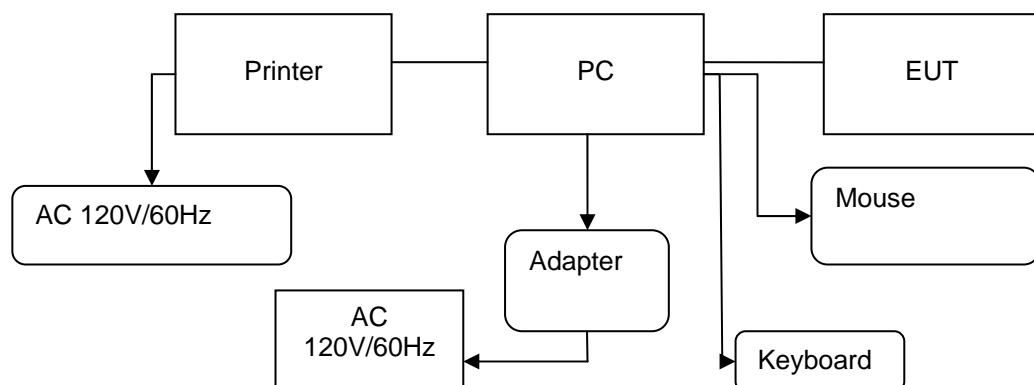 Printer
PC
EUT
AC 120V/60Hz
Mouse
Adapter
AC
120V/60Hz
Keyboard